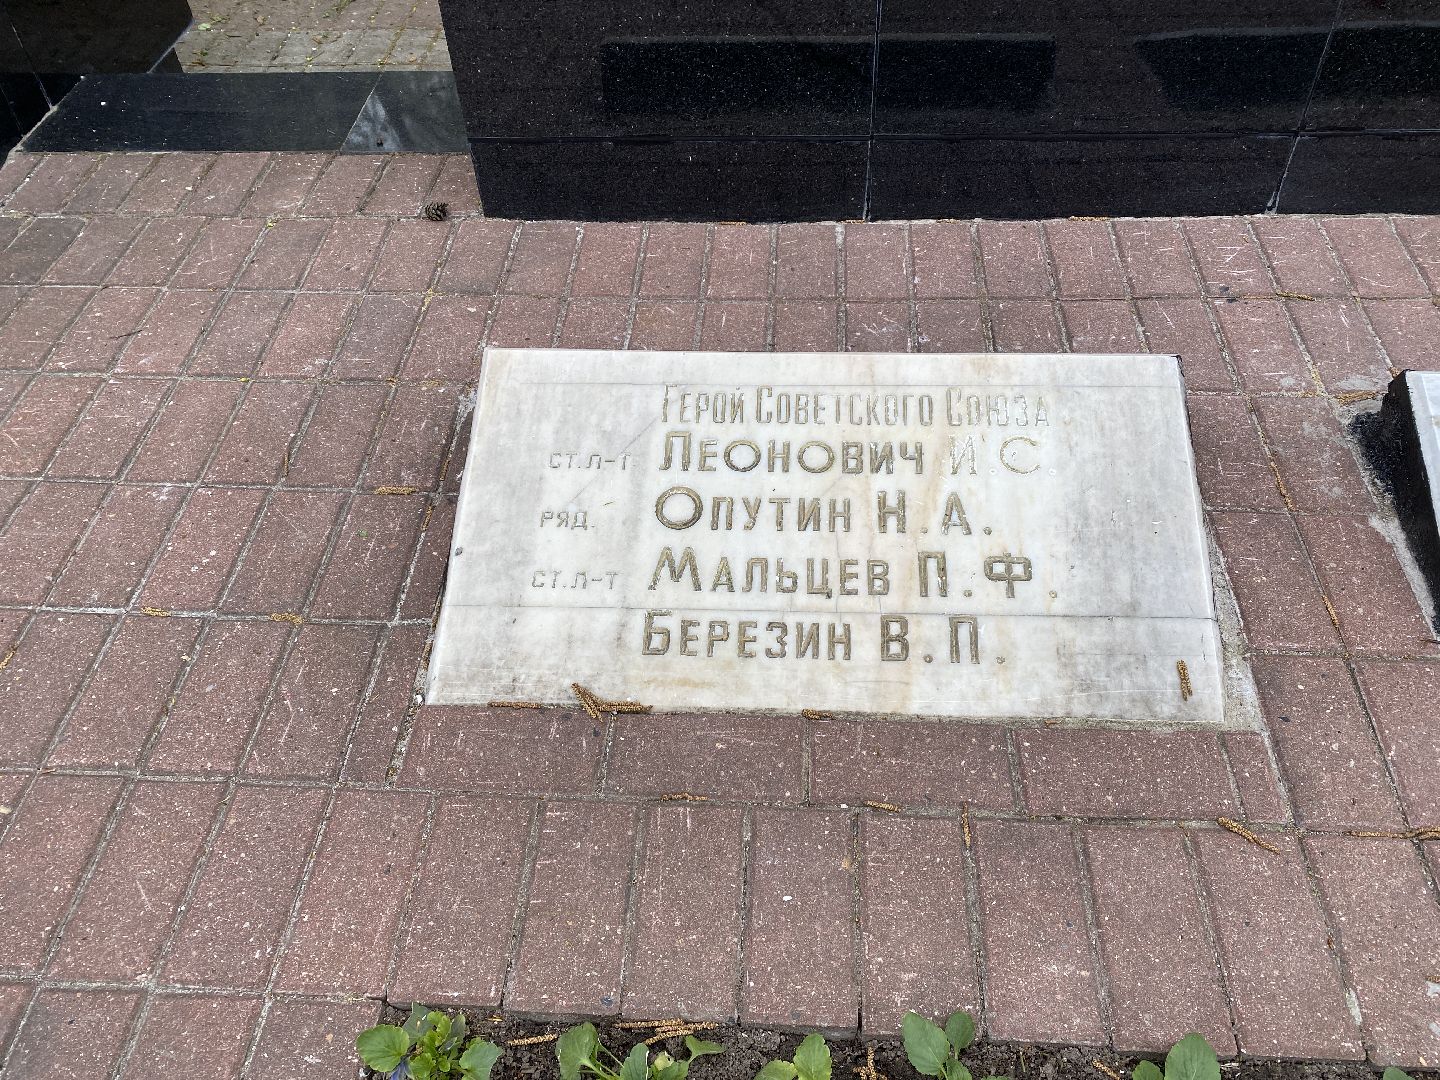 Герой Советского Союза
ст. л-т Леонович И. С.
ряд. Опутин Н. А.
ст. л-т Мальцев П. Ф.
Березин В. П.